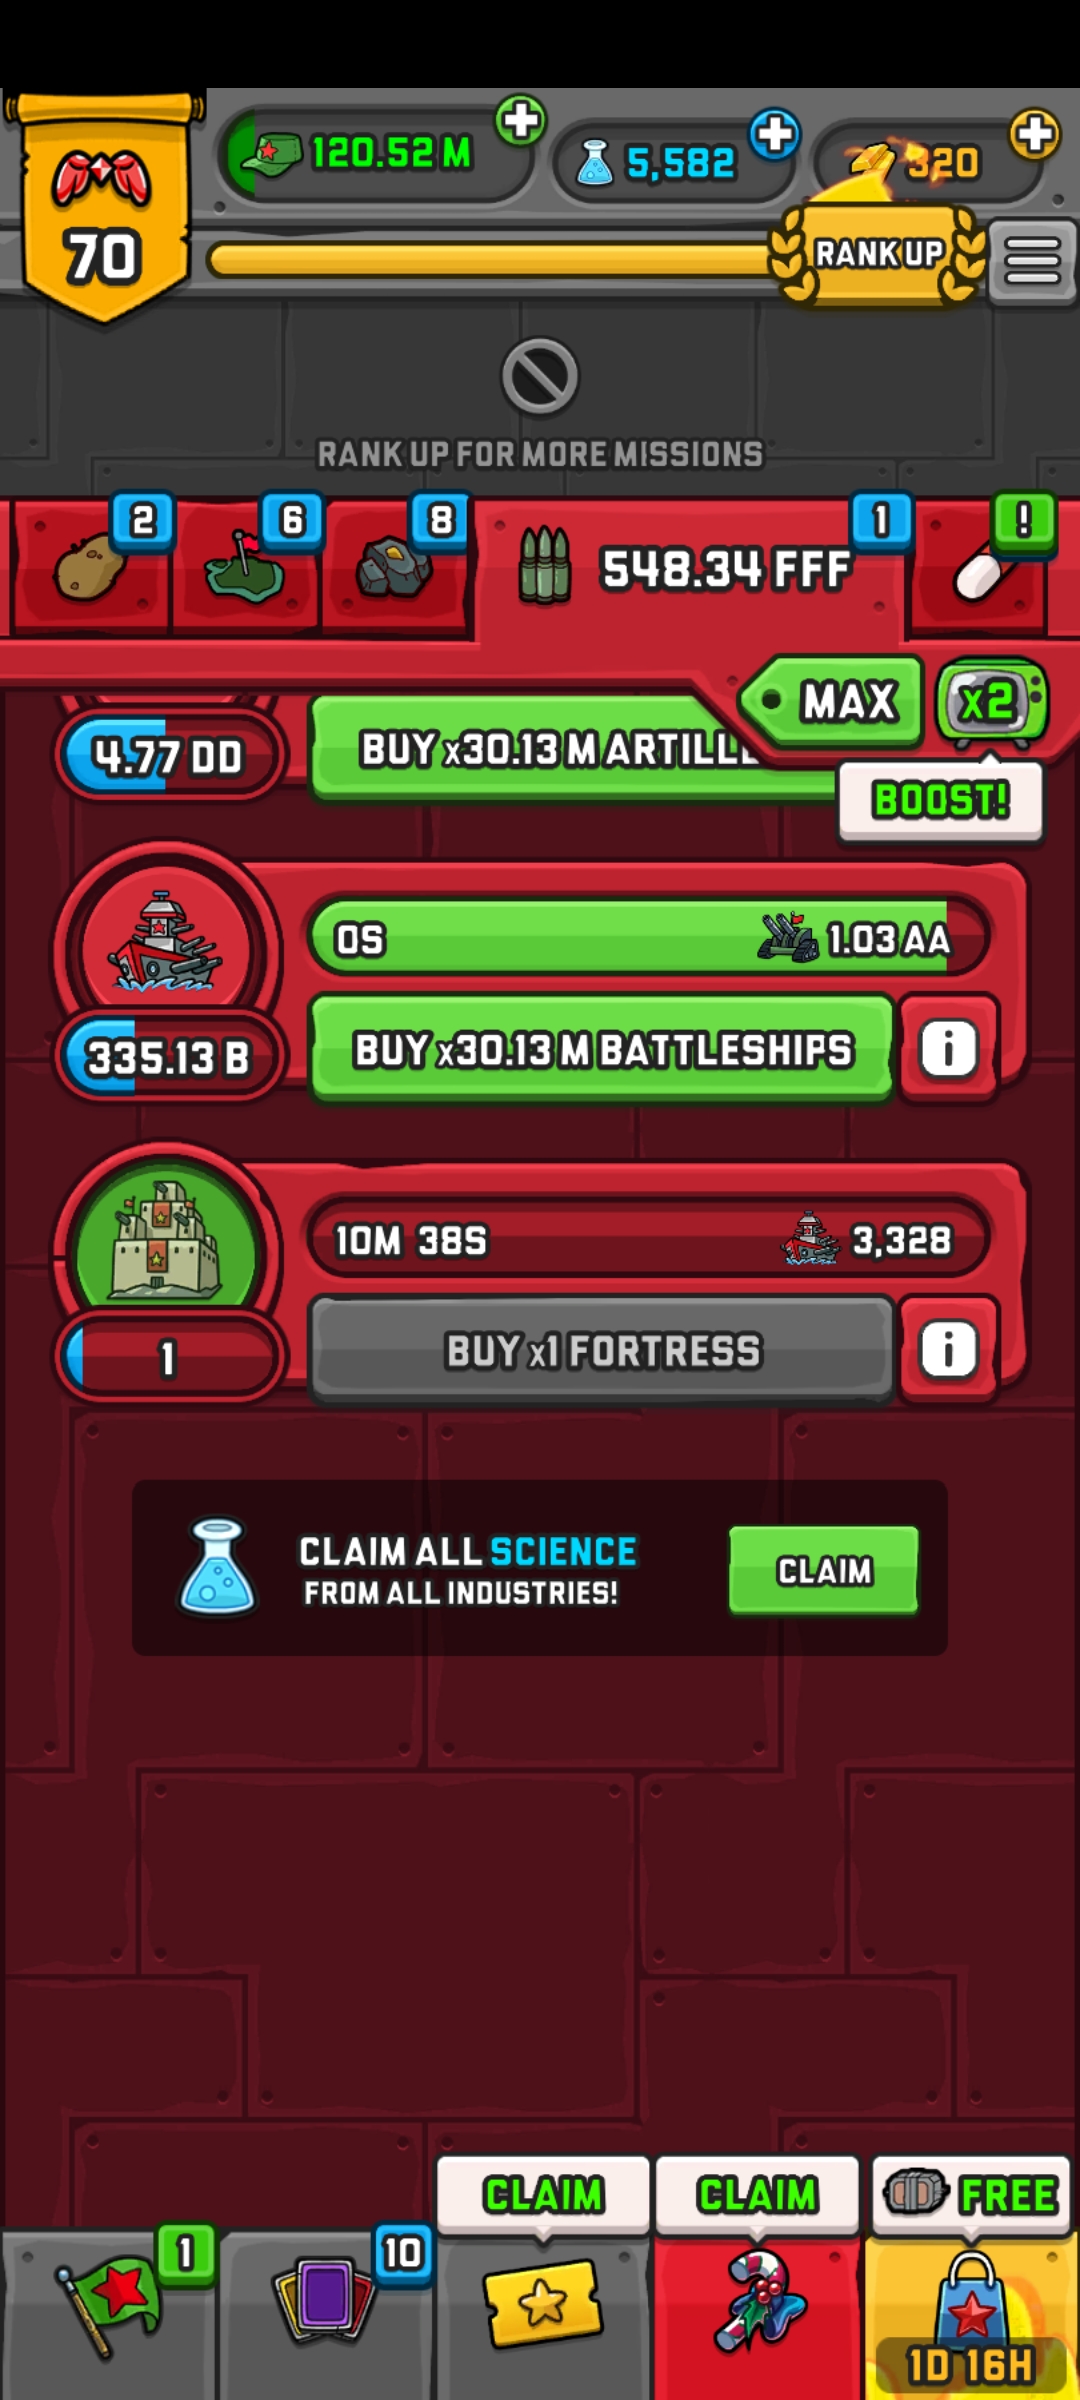 70
120.52 M
5,582
320
RANK UP
RANK UP FOR MORE MISSIONS
2
6
8
548.34 FFF
1
!
MAX
x2
BOOST!
4.77 DD
BUY x30.13 M ARTILLE
0S
1.03 AA
335.13 B
BUY x30.13 M BATTLESHIPS
i
10M 38S
3,328
1
BUY x1 FORTRESS
i
CLAIM ALL SCIENCE
FROM ALL INDUSTRIES!
CLAIM
CLAIM
CLAIM
FREE
1
10
1D 16H